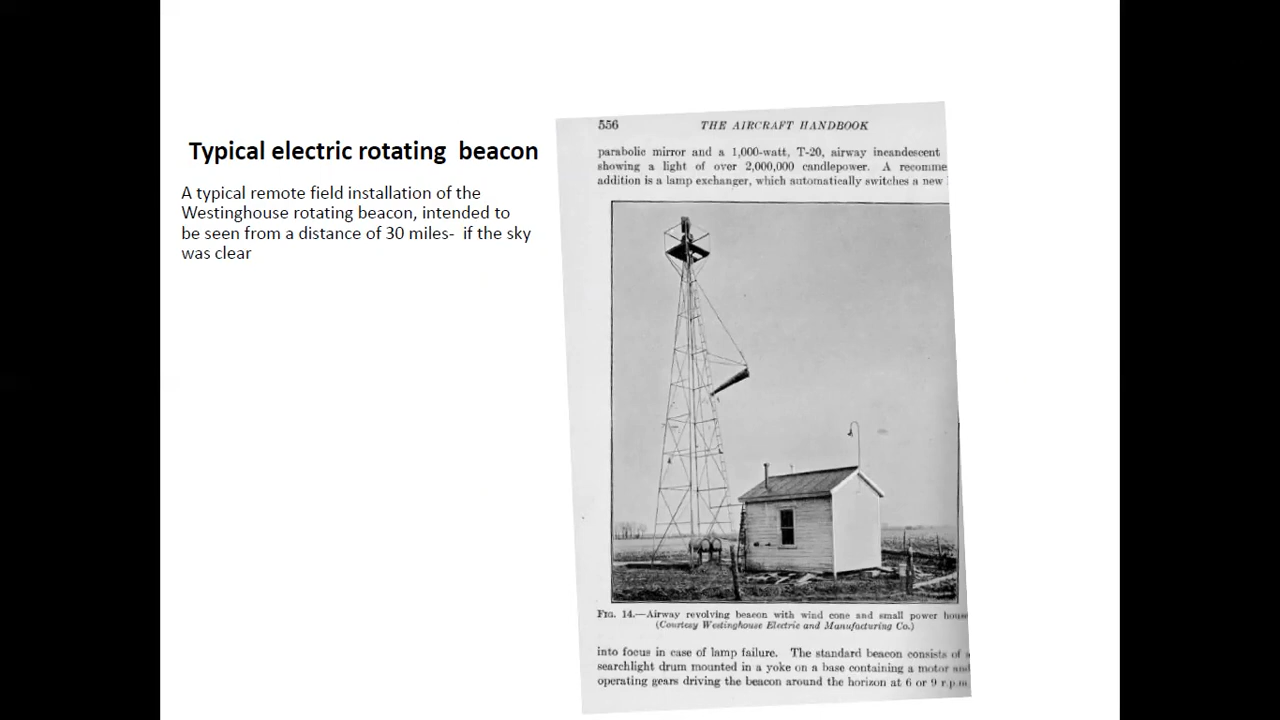 Typical electric rotating beacon
A typical remote field installation of the
Westinghouse rotating beacon, intended to
be seen from a distance of 30 miles- if the sky
was clear
556 THE AIRCRAFT HANDBOOK
parabolic mirror and a 1,000-watt, T-20, airway incandescent
showing a light of over 2,000,000 candlepower. A recomme
addition is a lamp exchanger, which automatically switches a new
FIG. 14.—Airway revolving beacon with wind cone and small power house
(Courtesy Westinghouse Electric and Manufacturing Co.)
into focus in case of lamp failure. The standard beacon consists of a
searchlight drum mounted in a yoke on a base containing a motor and
operating gears driving the beacon around the horizon at 6 or 9 r.p.m